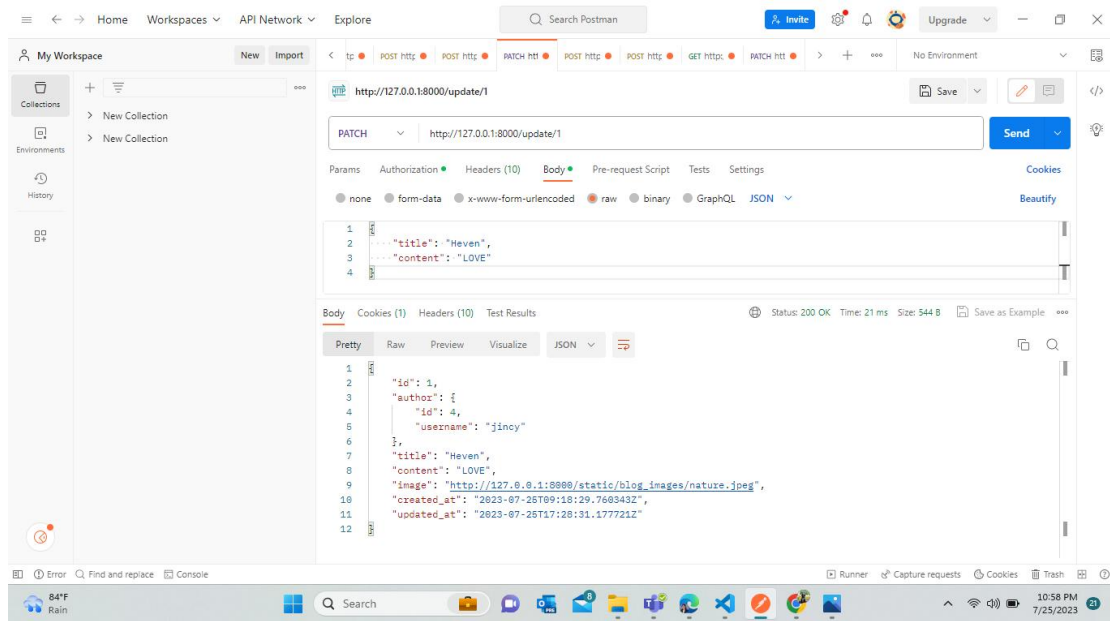 Home Workspaces API Network Explore Search Postman Invite Upgrade
My Workspace New Import tp POST http POST http PATCH htt POST http POST http GET http: PATCH htt No Environment
Collections
Environments
History
New Collection
New Collection
HTTP http://127.0.0.1:8000/update/1 Save
PATCH http://127.0.0.1:8000/update/1 Send
Params Authorization Headers (10) Body Pre-request Script Tests Settings Cookies
none form-data x-www-form-urlencoded raw binary GraphQL JSON Beautify
1 {
2 "title": "Heven",
3 "content": "LOVE"
4 }
Body Cookies (1) Headers (10) Test Results Status: 200 OK Time: 21 ms Size: 544 B Save as Example
Pretty Raw Preview Visualize JSON
1 {
2 "id": 1,
3 "author": {
4 "id": 4,
5 "username": "jincy"
6 },
7 "title": "Heven",
8 "content": "LOVE",
9 "image": "http://127.0.0.1:8000/static/blog_images/nature.jpeg",
10 "created_at": "2023-07-25T09:18:29.760343Z",
11 "updated_at": "2023-07-25T17:28:31.177721Z"
12 }
Error Find and replace Console Runner Capture requests Cookies Trash
84°F
Rain
Search
8
10:58 PM
7/25/2023
21